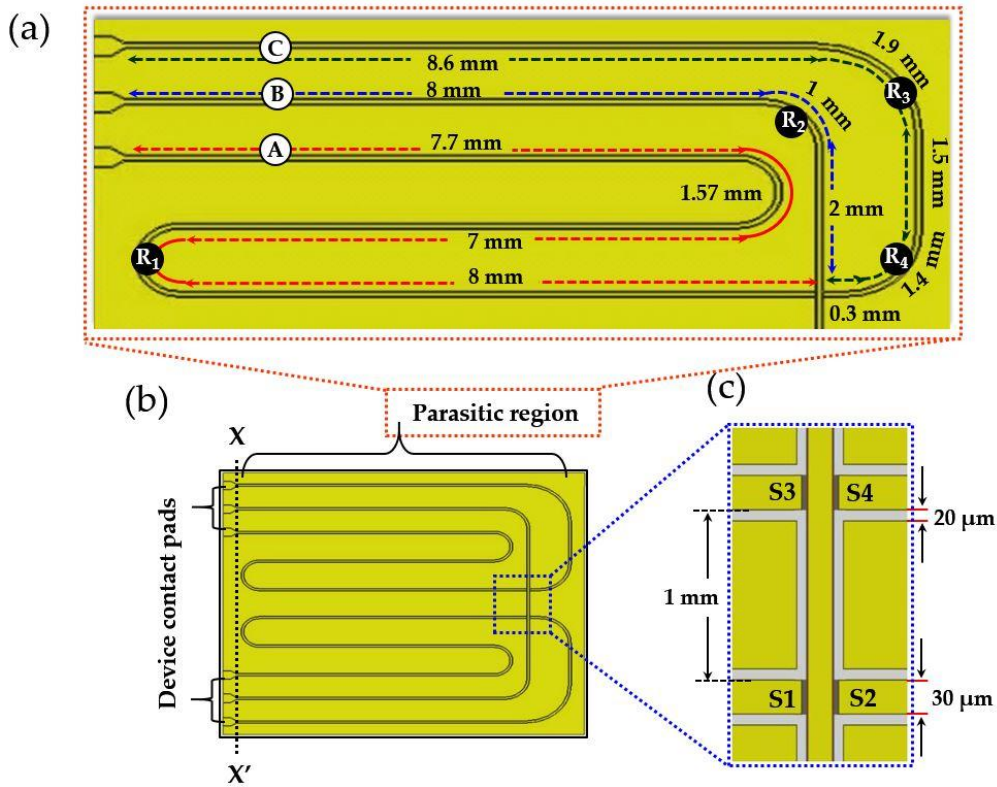 (a)
C
8.6 mm
1.9 mm
R3
B
8 mm
1 mm
R2
A
7.7 mm
1.57 mm
2 mm
1.5 mm
R1
7 mm
R4
1.4 mm
8 mm
0.3 mm
(b)
Parasitic region
(c)
X
Device contact pads
X'
S3 S4
20 μm
1 mm
S1 S2
30 μm